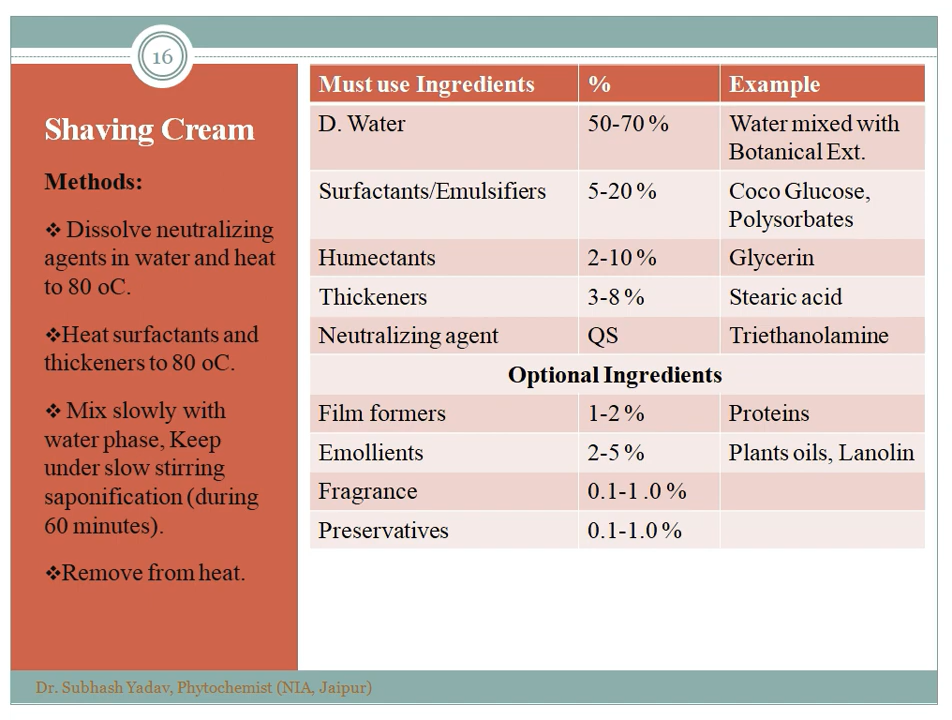 16
Shaving Cream
Methods:
❖ Dissolve neutralizing
agents in water and heat
to 80 oC.
❖Heat surfactants and
thickeners to 80 oC.
❖ Mix slowly with
water phase, Keep
under slow stirring
saponification (during
60 minutes).
❖Remove from heat.
Must use Ingredients % Example
D. Water 50-70 % Water mixed with
Botanical Ext.
Surfactants/Emulsifiers 5-20 % Coco Glucose,
Polysorbates
Humectants 2-10 % Glycerin
Thickeners 3-8 % Stearic acid
Neutralizing agent QS Triethanolamine
Optional Ingredients
Film formers 1-2 % Proteins
Emollients 2-5 % Plants oils, Lanolin
Fragrance 0.1-1 .0 %
Preservatives 0.1-1.0 %
Dr. Subhash Yadav, Phytochemist (NIA, Jaipur)